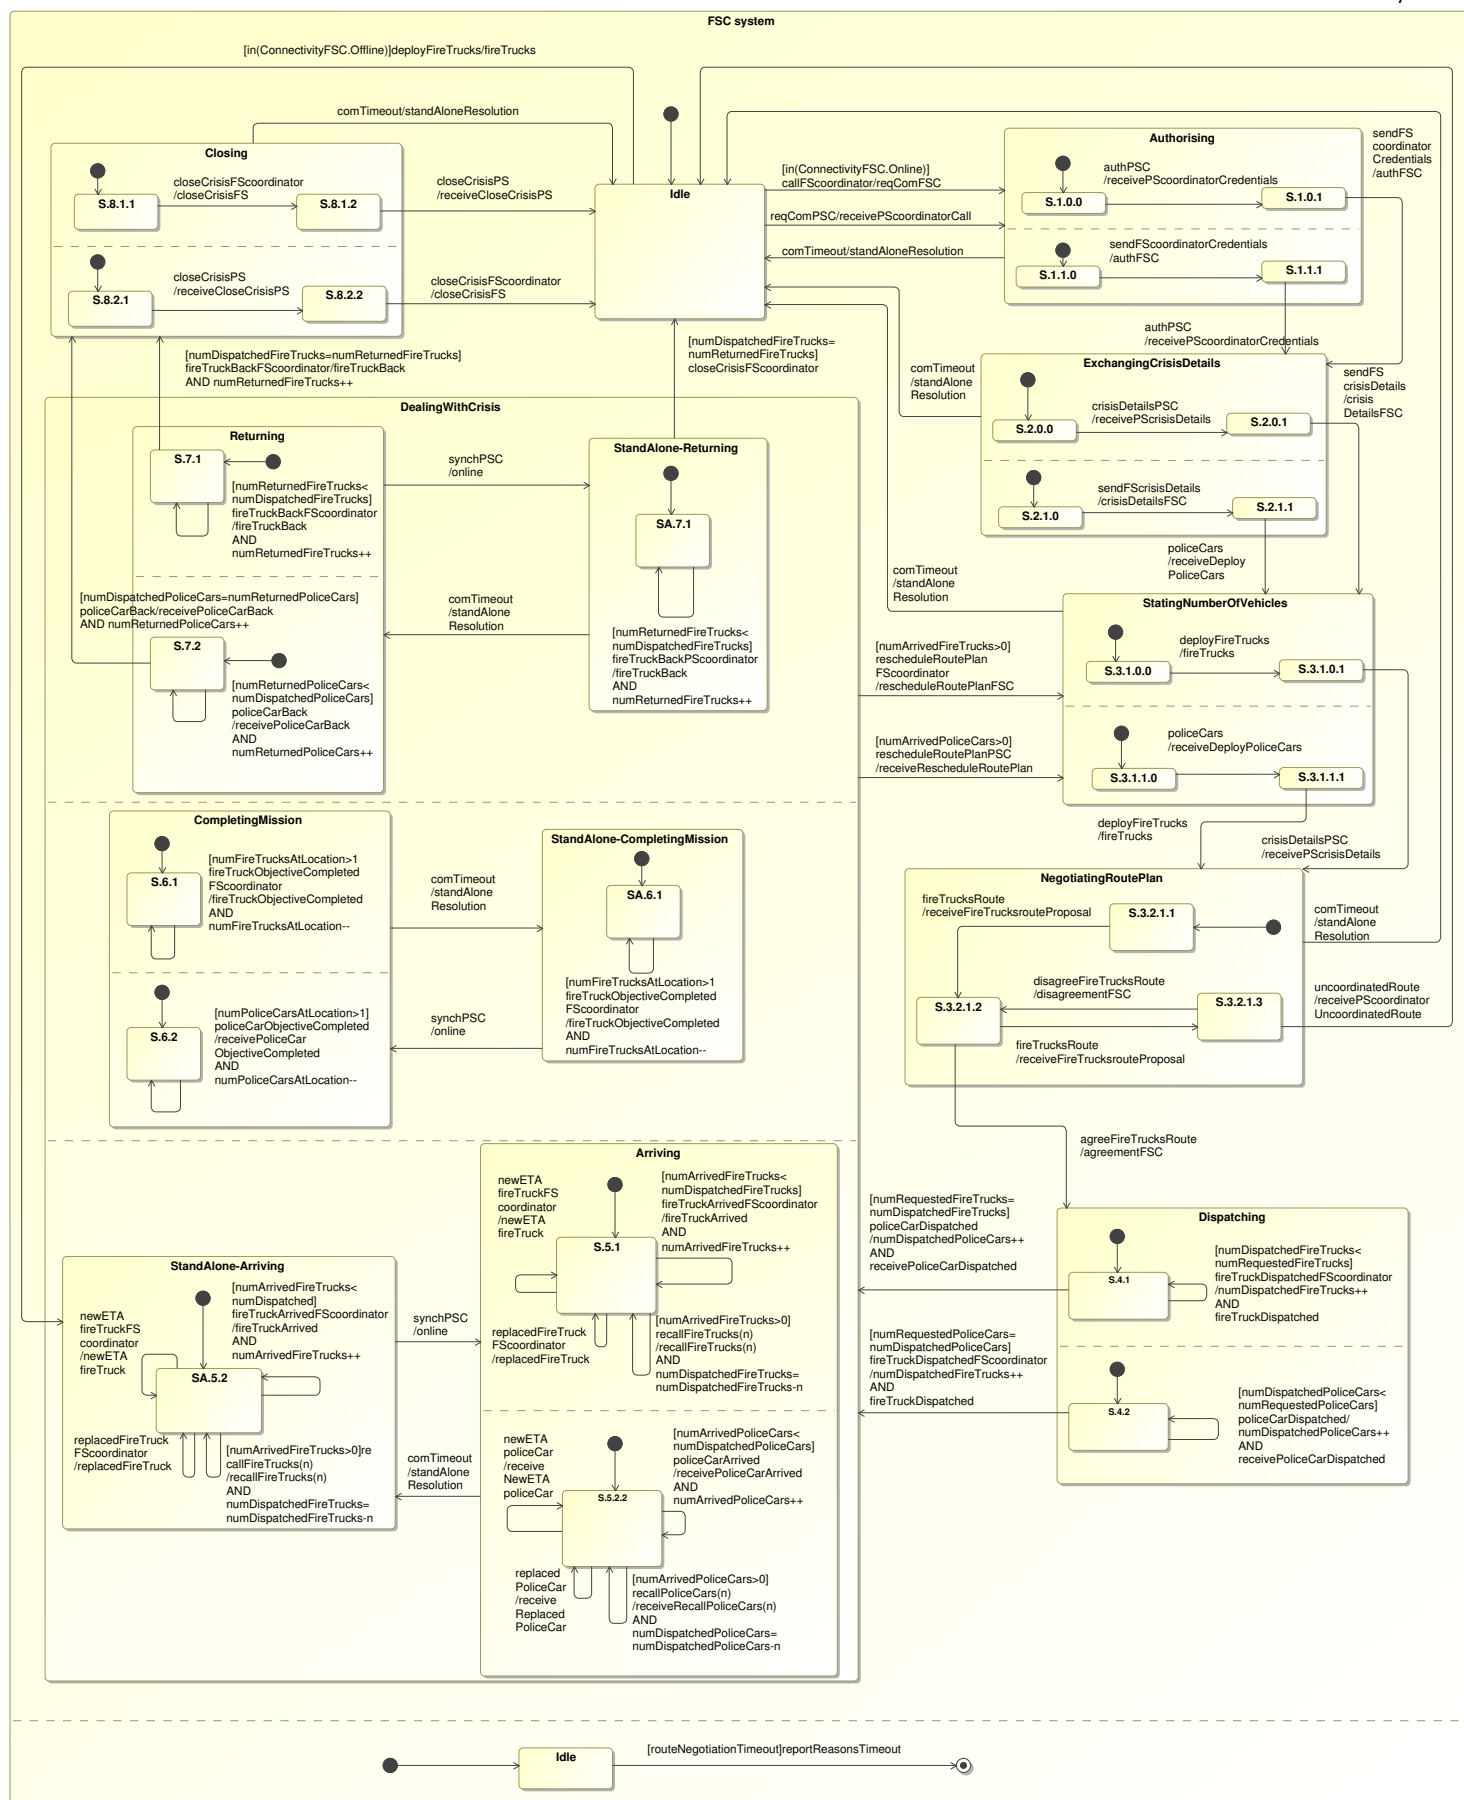 FSC system
[in(ConnectivityFSC.Offline)]deployFireTrucks/fireTrucks
comTimeout/standAloneResolution
Closing
S.8.1.1
closeCrisisFScoordinator
/closeCrisisFS
S.8.1.2
closeCrisisPS
/receiveCloseCrisisPS
S.8.2.1
closeCrisisPS
/receiveCloseCrisisPS
S.8.2.2
closeCrisisFScoordinator
/closeCrisisFS
Idle
[in(ConnectivityFSC.Online)]
callFScoordinator/reqComFSC
reqComPSC/receivePScoordinatorCall
comTimeout/standAloneResolution
Authorising
S.1.0.0
authPSC
/receivePScoordinatorCredentials
S.1.0.1
S.1.1.0
sendFScoordinatorCredentials
/authFSC
S.1.1.1
sendFS
coordinator
Credentials
/authFSC
authPSC
/receivePScoordinatorCredentials
[numDispatchedFireTrucks=numReturnedFireTrucks]
fireTruckBackFScoordinator/fireTruckBack
AND numReturnedFireTrucks++
[numDispatchedFireTrucks=
numReturnedFireTrucks]
closeCrisisFScoordinator
comTimeout
/standAlone
Resolution
ExchangingCrisisDetails
S.2.0.0
crisisDetailsPSC
/receivePScrisisDetails
S.2.0.1
S.2.1.0
sendFScrisisDetails
/crisisDetailsFSC
S.2.1.1
sendFS
crisisDetails
/crisis
DetailsFSC
policeCars
/receiveDeploy
PoliceCars
DealingWithCrisis
Returning
S.7.1
[numReturnedFireTrucks<
numDispatchedFireTrucks]
fireTruckBackFScoordinator
/fireTruckBack
AND
numReturnedFireTrucks++
[numDispatchedPoliceCars=numReturnedPoliceCars]
policeCarBack/receivePoliceCarBack
AND numReturnedPoliceCars++
S.7.2
[numReturnedPoliceCars<
numDispatchedPoliceCars]
policeCarBack
/receivePoliceCarBack
AND
numReturnedPoliceCars++
synchPSC
/online
comTimeout
/standAlone
Resolution
StandAlone-Returning
SA.7.1
[numReturnedFireTrucks<
numDispatchedFireTrucks]
fireTruckBackPScoordinator
/fireTruckBack
AND
numReturnedFireTrucks++
comTimeout
/standAlone
Resolution
[numArrivedFireTrucks>0]
rescheduleRoutePlan
FScoordinator
/rescheduleRoutePlanFSC
[numArrivedPoliceCars>0]
rescheduleRoutePlanPSC
/receiveRescheduleRoutePlan
StatingNumberOfVehicles
S.3.1.0.0
deployFireTrucks
/fireTrucks
S.3.1.0.1
S.3.1.1.0
policeCars
/receiveDeployPoliceCars
S.3.1.1.1
deployFireTrucks
/fireTrucks
crisisDetailsPSC
/receivePScrisisDetails
CompletingMission
S.6.1
[numFireTrucksAtLocation>1
fireTruckObjectiveCompleted
FScoordinator
/fireTruckObjectiveCompleted
AND
numFireTrucksAtLocation--
S.6.2
[numPoliceCarsAtLocation>1]
policeCarObjectiveCompleted
/receivePoliceCar
ObjectiveCompleted
AND
numPoliceCarsAtLocation--
comTimeout
/standAlone
Resolution
synchPSC
/online
StandAlone-CompletingMission
SA.6.1
[numFireTrucksAtLocation>1
fireTruckObjectiveCompleted
FScoordinator
/fireTruckObjectiveCompleted
AND
numFireTrucksAtLocation--
NegotiatingRoutePlan
fireTrucksRoute
/receiveFireTrucksrouteProposal
S.3.2.1.1
disagreeFireTrucksRoute
/disagreementFSC
S.3.2.1.2
S.3.2.1.3
fireTrucksRoute
/receiveFireTrucksrouteProposal
comTimeout
/standAlone
Resolution
uncoordinatedRoute
/receivePScoordinator
UncoordinatedRoute
agreeFireTrucksRoute
/agreementFSC
Arriving
newETA
fireTruckFS
coordinator
/newETA
fireTruck
[numArrivedFireTrucks<
numDispatchedFireTrucks]
fireTruckArrivedFScoordinator
/fireTruckArrived
AND
numArrivedFireTrucks++
S.5.1
replacedFireTruck
FScoordinator
/replacedFireTruck
[numArrivedFireTrucks>0]
recallFireTrucks(n)
/recallFireTrucks(n)
AND
numDispatchedFireTrucks=
numDispatchedFireTrucks-n
newETA
policeCar
/receive
NewETA
policeCar
[numArrivedPoliceCars<
numDispatchedPoliceCars]
policeCarArrived
/receivePoliceCarArrived
AND
numArrivedPoliceCars++
S.5.2.2
replaced
PoliceCar
/receive
Replaced
PoliceCar
[numArrivedPoliceCars>0]
recallPoliceCars(n)
/receiveRecallPoliceCars(n)
AND
numDispatchedPoliceCars=
numDispatchedPoliceCars-n
StandAlone-Arriving
newETA
fireTruckFS
coordinator
/newETA
fireTruck
[numArrivedFireTrucks<
numDispatched]
fireTruckArrivedFScoordinator
/fireTruckArrived
AND
numArrivedFireTrucks++
SA.5.2
replacedFireTruck
FScoordinator
/replacedFireTruck
[numArrivedFireTrucks>0]re
callFireTrucks(n)
/recallFireTrucks(n)
AND
numDispatchedFireTrucks=
numDispatchedFireTrucks-n
synchPSC
/online
comTimeout
/standAlone
Resolution
[numRequestedFireTrucks=
numDispatchedFireTrucks]
policeCarDispatched
/numDispatchedPoliceCars++
AND
receivePoliceCarDispatched
[numRequestedPoliceCars=
numDispatchedPoliceCars]
fireTruckDispatchedFScoordinator
/numDispatchedFireTrucks++
AND
fireTruckDispatched
Dispatching
S.4.1
[numDispatchedFireTrucks<
numRequestedFireTrucks]
fireTruckDispatchedFScoordinator
/numDispatchedFireTrucks++
AND
fireTruckDispatched
S.4.2
[numDispatchedPoliceCars<
numRequestedPoliceCars]
policeCarDispatched/
numDispatchedPoliceCars++
AND
receivePoliceCarDispatched
Idle
[routeNegotiationTimeout]reportReasonsTimeout